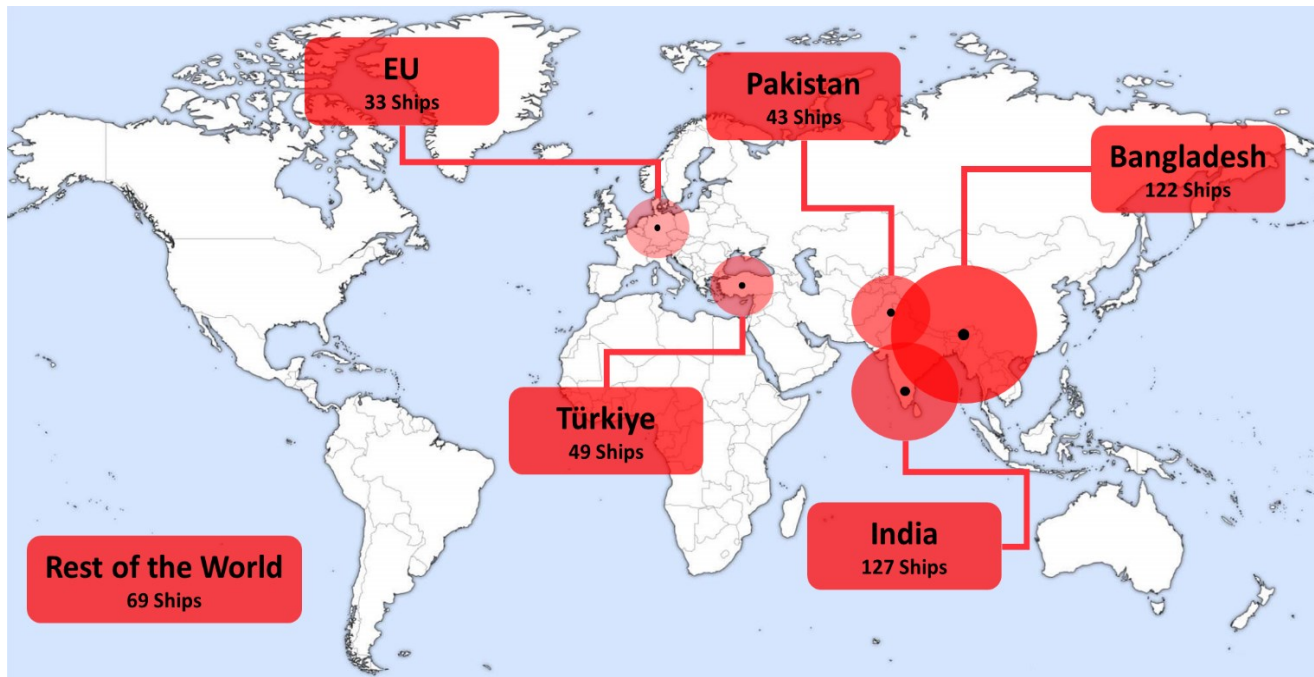 EU
33 Ships
Pakistan
43 Ships
Bangladesh
122 Ships
Türkiye
49 Ships
India
127 Ships
Rest of the World
69 Ships